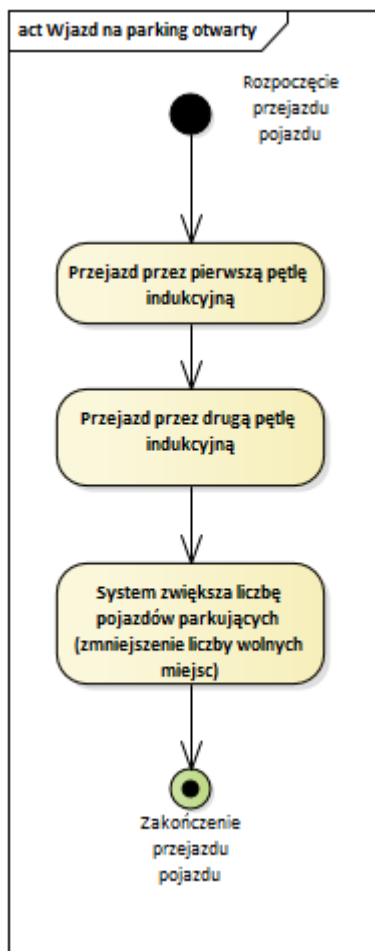 act Wjazd na parking otwarty
Rozpoczęcie
przejazdu
pojazdu
Przejazd przez pierwszą pętlę
indukcyjną
Przejazd przez drugą pętlę
indukcyjną
System zwiększa liczbę
pojazdów parkujących
(zmniejszenie liczby wolnych
miejsc)
Zakończenie
przejazdu
pojazdu